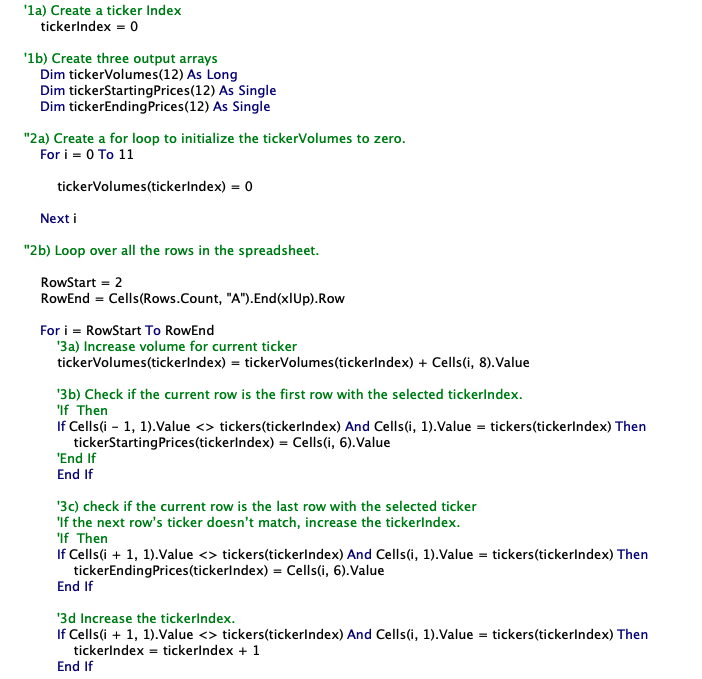 '1a) Create a ticker Index
tickerIndex = 0
'1b) Create three output arrays
Dim tickerVolumes(12) As Long
Dim tickerStartingPrices(12) As Single
Dim tickerEndingPrices(12) As Single
''2a) Create a for loop to initialize the tickerVolumes to zero.
For i = 0 To 11
tickerVolumes(tickerIndex) = 0
Next i
''2b) Loop over all the rows in the spreadsheet.
RowStart = 2
RowEnd = Cells(Rows.Count, "A").End(xlUp).Row
For i = RowStart To RowEnd
'3a) Increase volume for current ticker
tickerVolumes(tickerIndex) = tickerVolumes(tickerIndex) + Cells(i, 8).Value
'3b) Check if the current row is the first row with the selected tickerIndex.
'If  Then
If Cells(i - 1, 1).Value <> tickers(tickerIndex) And Cells(i, 1).Value = tickers(tickerIndex) Then
tickerStartingPrices(tickerIndex) = Cells(i, 6).Value
'End If
End If
'3c) check if the current row is the last row with the selected ticker
'If the next row's ticker doesn't match, increase the tickerIndex.
'If  Then
If Cells(i + 1, 1).Value <> tickers(tickerIndex) And Cells(i, 1).Value = tickers(tickerIndex) Then
tickerEndingPrices(tickerIndex) = Cells(i, 6).Value
End If
'3d Increase the tickerIndex.
If Cells(i + 1, 1).Value <> tickers(tickerIndex) And Cells(i, 1).Value = tickers(tickerIndex) Then
tickerIndex = tickerIndex + 1
End If